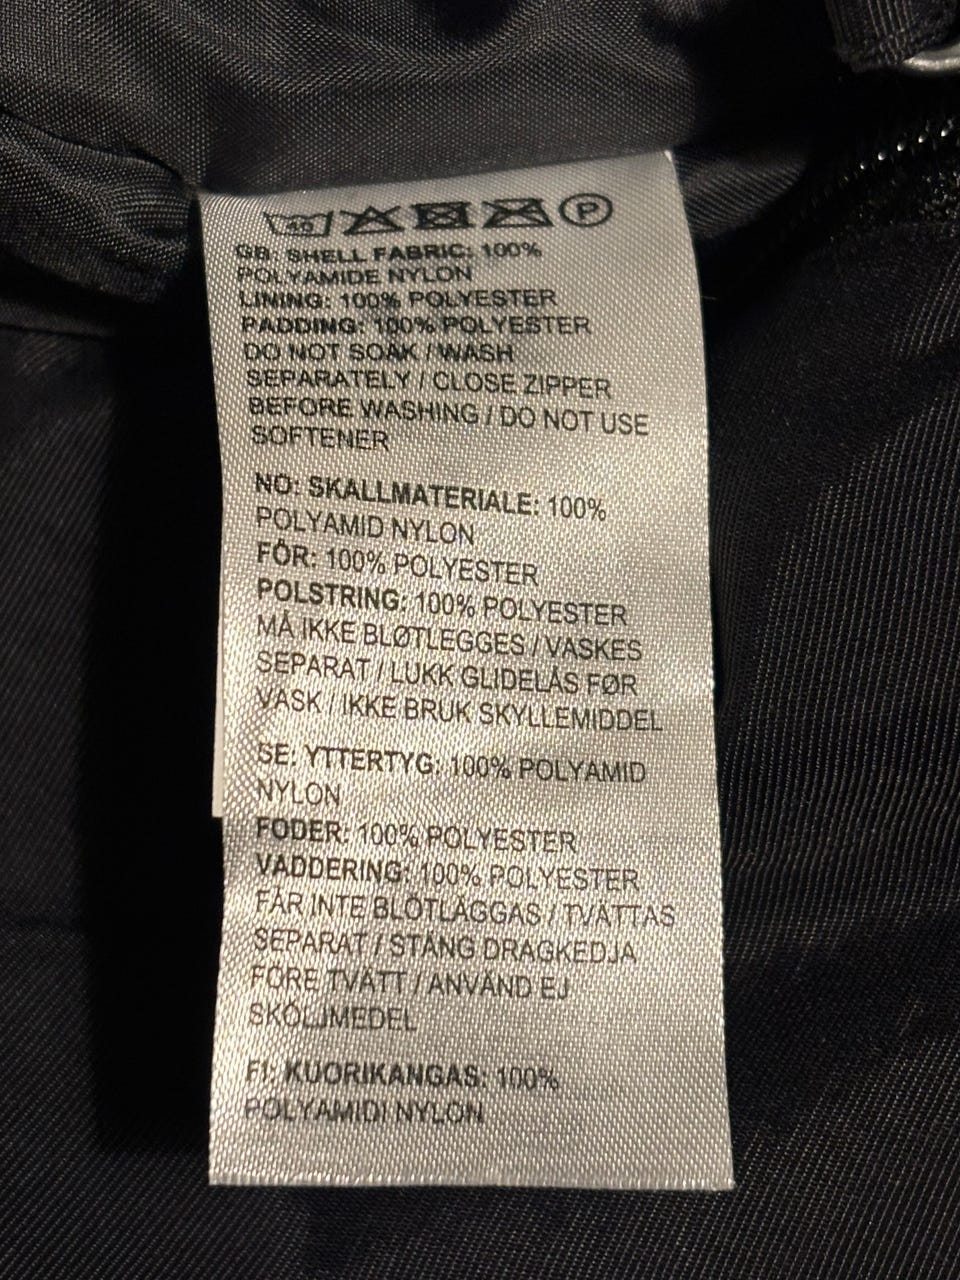 40 P
GB: SHELL FABRIC: 100%
POLYAMIDE NYLON
LINING: 100% POLYESTER
PADDING: 100% POLYESTER
DO NOT SOAK / WASH
SEPARATELY / CLOSE ZIPPER
BEFORE WASHING / DO NOT USE
SOFTENER
NO: SKALLMATERIALE: 100%
POLYAMID NYLON
FÔR: 100% POLYESTER
POLSTRING: 100% POLYESTER
MÅ IKKE BLØTLEGGES / VASKES
SEPARAT / LUKK GLIDELÅS FØR
VASK / IKKE BRUK SKYLLEMIDDEL
SE: YTTERTYG: 100% POLYAMID
NYLON
FODER: 100% POLYESTER
VADDERING: 100% POLYESTER
FÅR INTE BLÖTLÄGGAS / TVÄTTAS
SEPARAT / STÄNG DRAGKEDJA
FÖRE TVÄTT / ANVÄND EJ
SKÖLJMEDEL
FI: KUORIKANGAS: 100%
POLYAMIDI NYLON